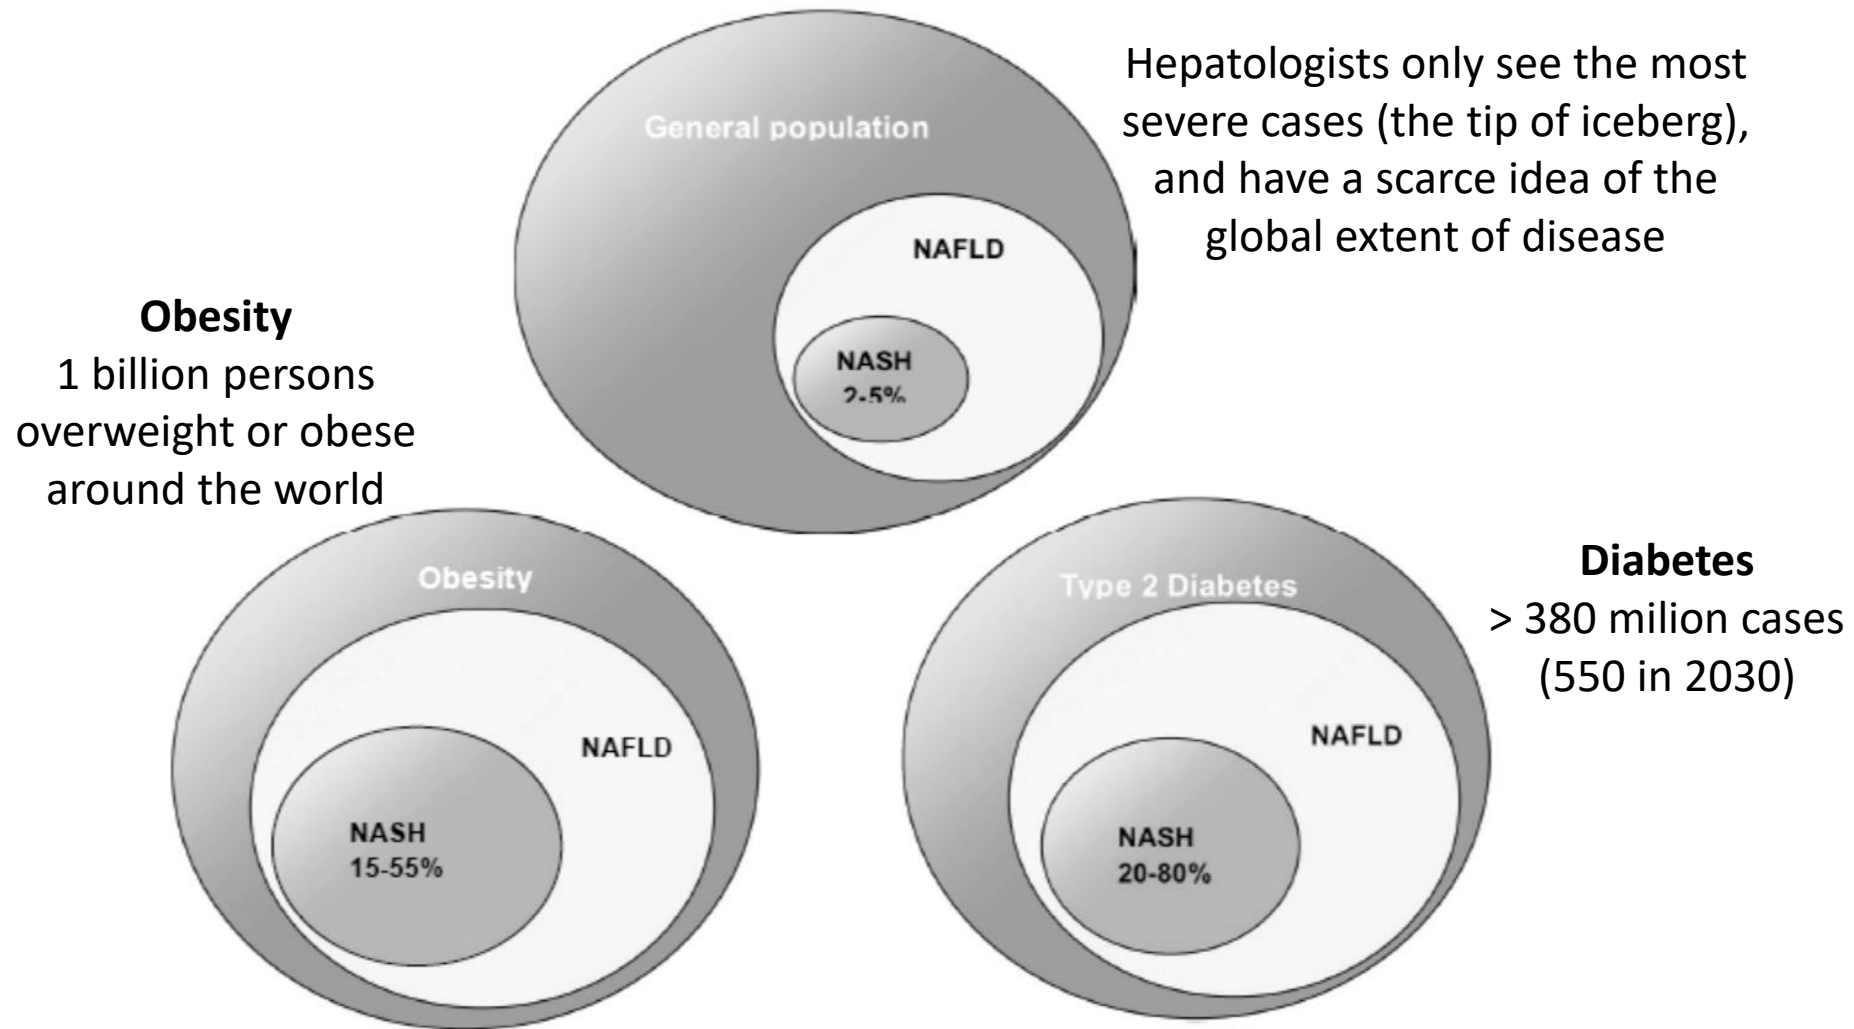 Hepatologists only see the most
severe cases (the tip of iceberg),
and have a scarce idea of the
global extent of disease
General population
NAFLD
NASH
2-5%
Obesity
1 billion persons
overweight or obese
around the world
Obesity
NAFLD
NASH
15-55%
Type 2 Diabetes
NAFLD
NASH
20-80%
Diabetes
> 380 milion cases
(550 in 2030)